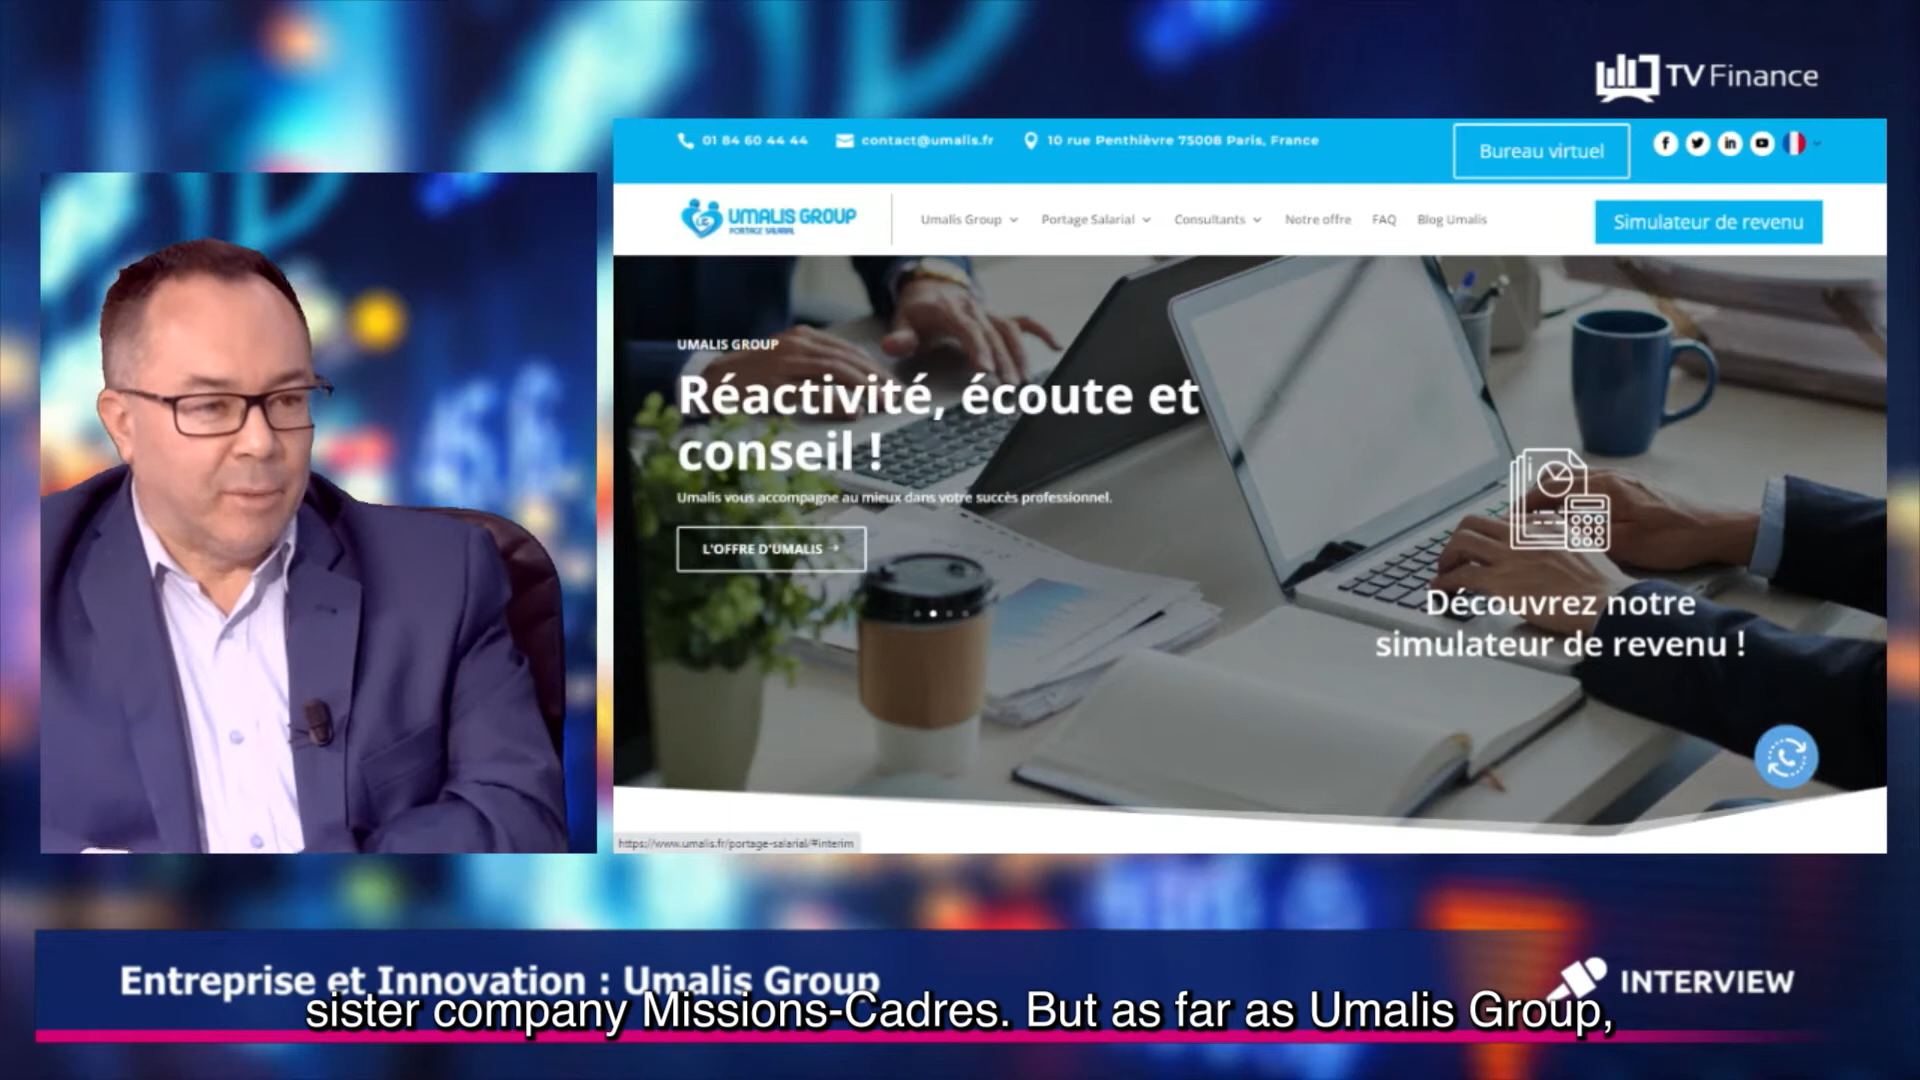 TV Finance
01 84 60 44 44
contact@umalis.fr
10 rue Penthièvre 75008 Paris, France
Bureau virtuel
UMALIS GROUP
PORTAGE SALARIAL
Umalis Group
Portage Salarial
Consultants
Notre offre
FAQ
Blog Umalis
Simulateur de revenu
UMALIS GROUP
Réactivité, écoute et
conseil !
Umalis vous accompagne au mieux dans votre succès professionnel.
L'OFFRE D'UMALIS
Découvrez notre
simulateur de revenu !
https://www.umalis.fr/portage-salarial/#interim
Entreprise et Innovation : Umalis Group
INTERVIEW
sister company Missions-Cadres. But as far as Umalis Group,